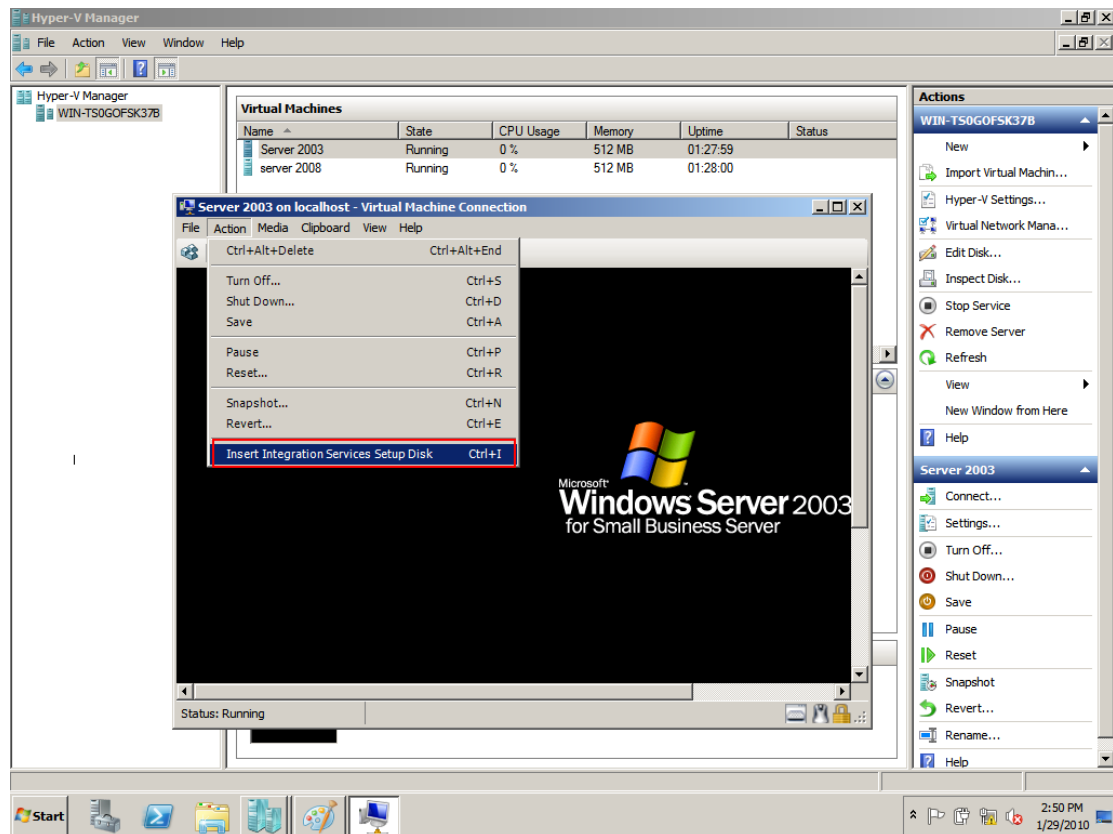 Hyper-V Manager
File Action View Window Help
Hyper-V Manager
WIN-TS0GOFSK37B
Virtual Machines
Name State CPU Usage Memory Uptime Status
Server 2003 Running 0 % 512 MB 01:27:59
server 2008 Running 0 % 512 MB 01:28:00
Server 2003 on localhost - Virtual Machine Connection
File Action Media Clipboard View Help
Ctrl+Alt+Delete Ctrl+Alt+End
Turn Off... Ctrl+S
Shut Down... Ctrl+D
Save Ctrl+A
Pause Ctrl+P
Reset... Ctrl+R
Snapshot... Ctrl+N
Revert... Ctrl+E
Insert Integration Services Setup Disk Ctrl+I
Microsoft
Windows Server 2003
for Small Business Server
Status: Running
Actions
WIN-TS0GOFSK37B
New
Import Virtual Machin...
Hyper-V Settings...
Virtual Network Mana...
Edit Disk...
Inspect Disk...
Stop Service
Remove Server
Refresh
View
New Window from Here
Help
Server 2003
Connect...
Settings...
Turn Off...
Shut Down...
Save
Pause
Reset
Snapshot
Revert...
Rename...
Help
Start
2:50 PM
1/29/2010